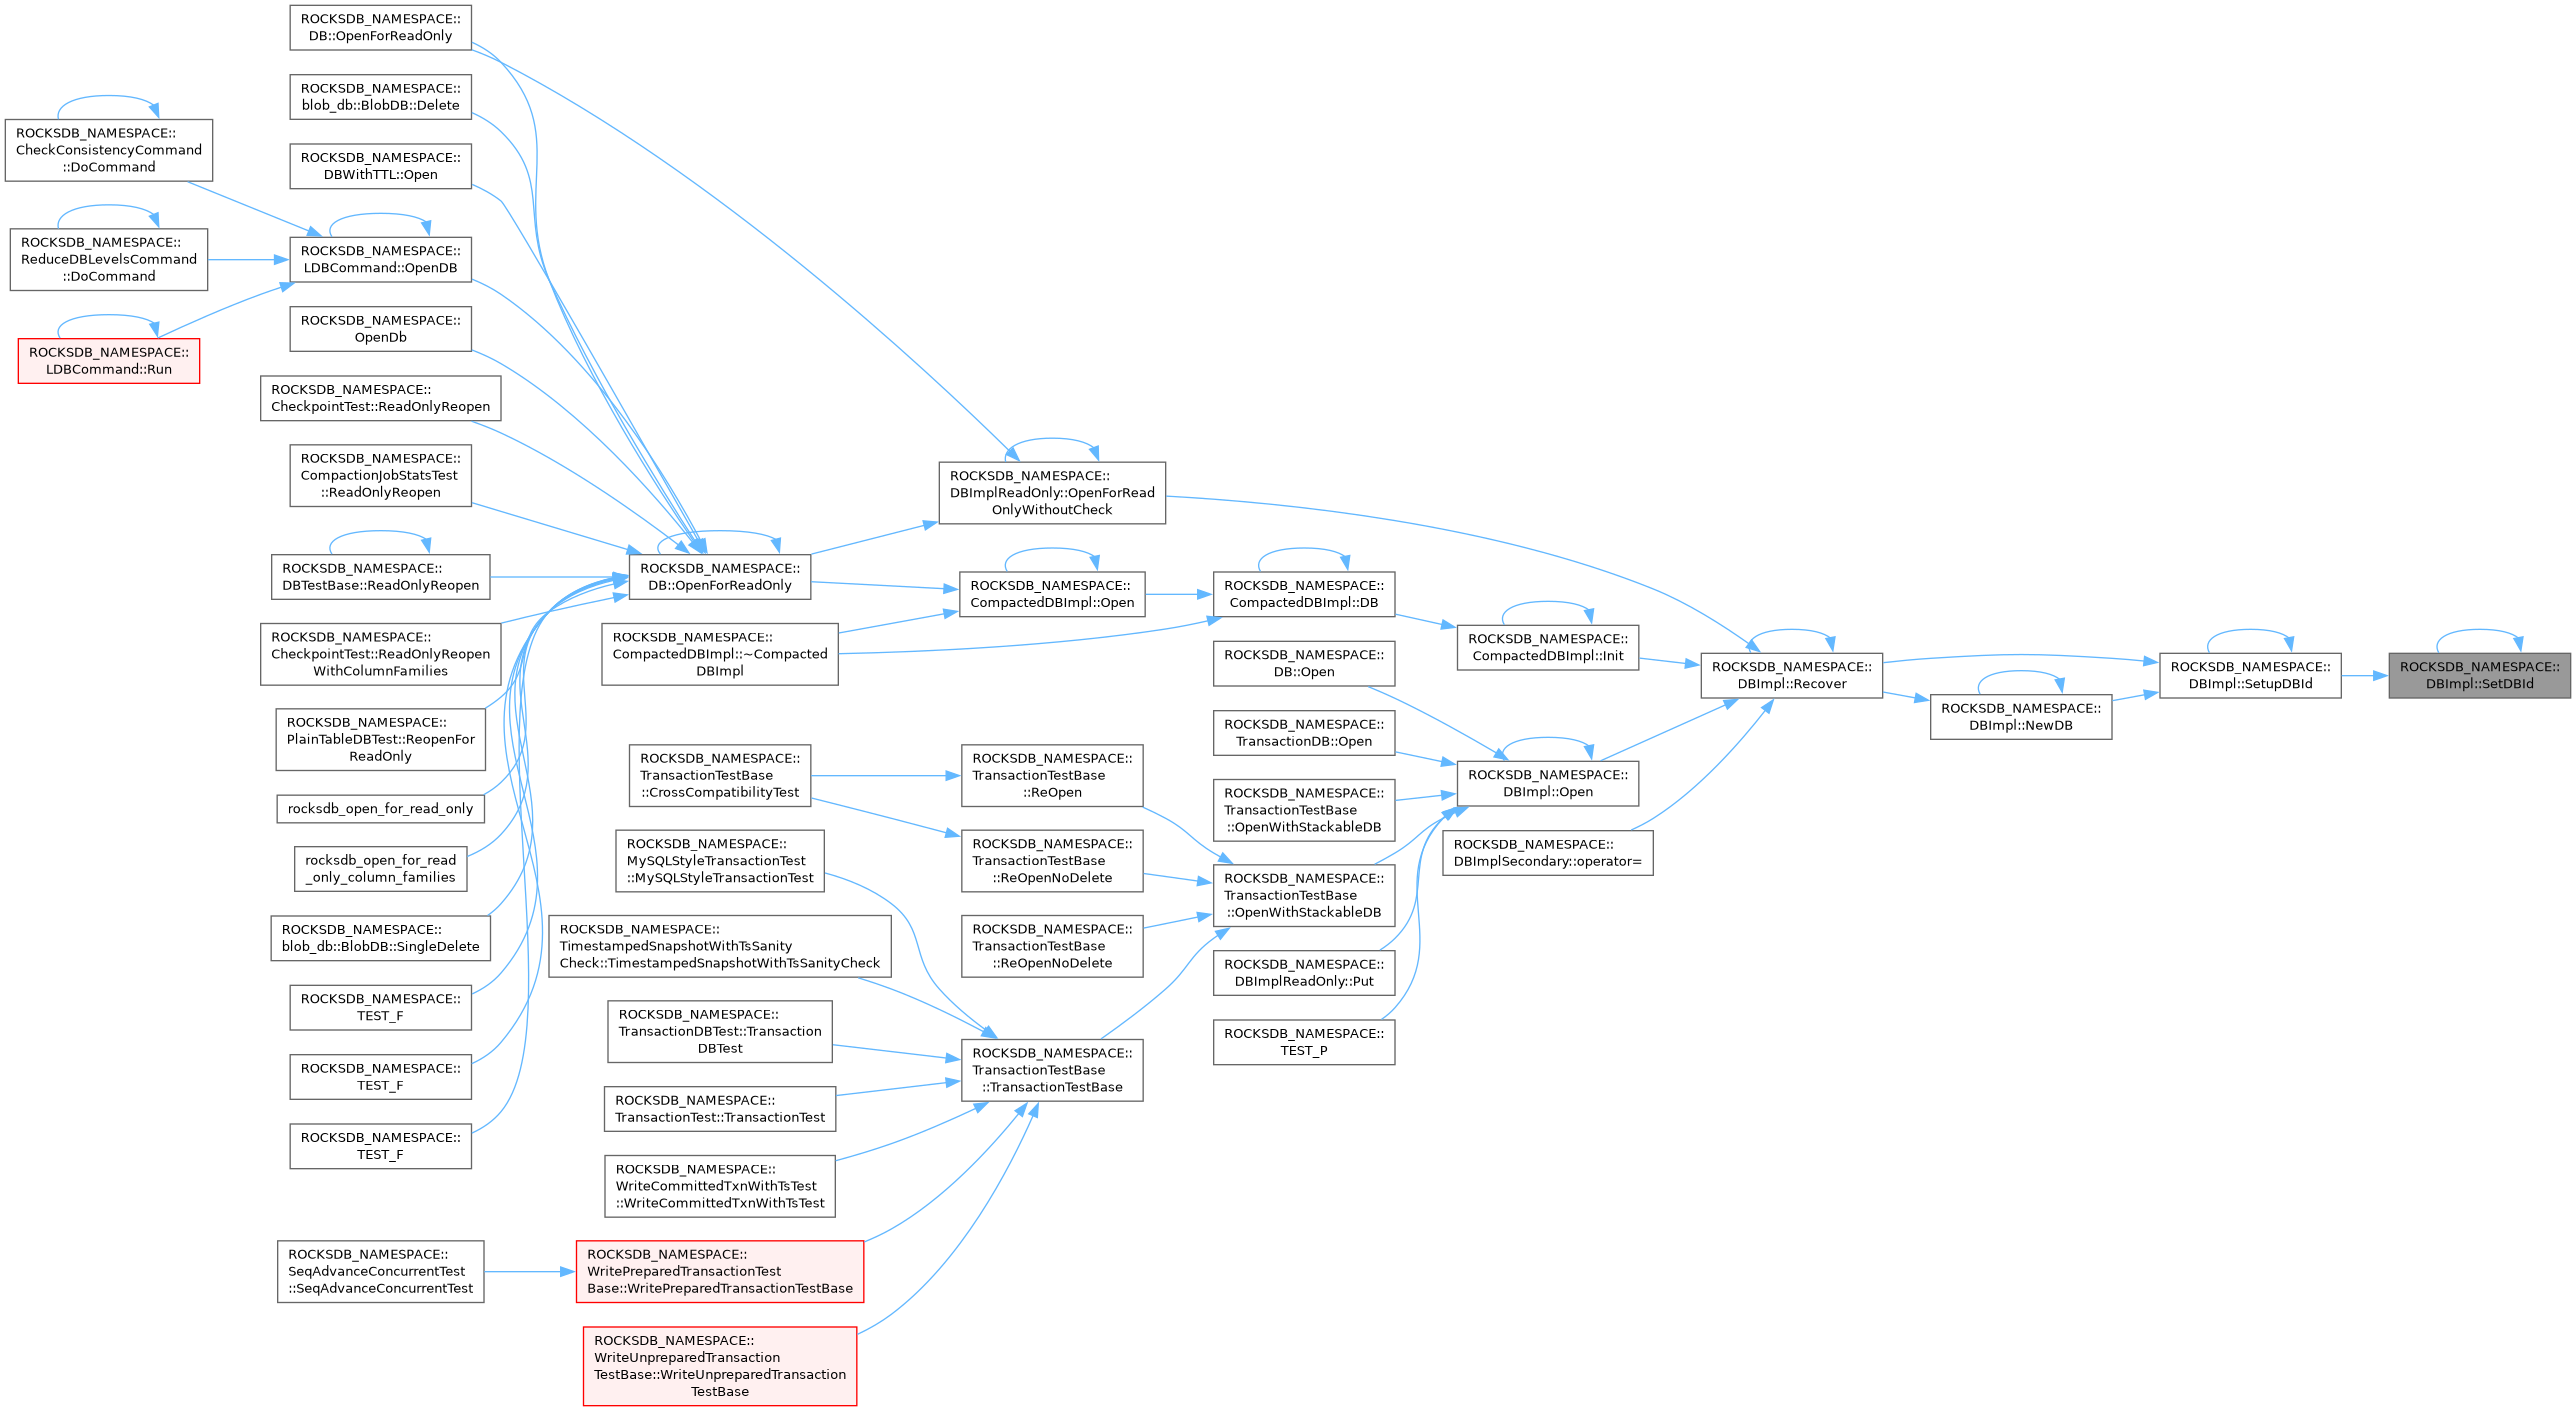 ROCKSDB_NAMESPACE::
DB::OpenForReadOnly
ROCKSDB_NAMESPACE::
blob_db::BlobDB::Delete
ROCKSDB_NAMESPACE::
DBWithTTL::Open
ROCKSDB_NAMESPACE::
CheckConsistencyCommand
::DoCommand
ROCKSDB_NAMESPACE::
ReduceDBLevelsCommand
::DoCommand
ROCKSDB_NAMESPACE::
LDBCommand::Run
ROCKSDB_NAMESPACE::
LDBCommand::OpenDB
ROCKSDB_NAMESPACE::
OpenDb
ROCKSDB_NAMESPACE::
CheckpointTest::ReadOnlyReopen
ROCKSDB_NAMESPACE::
CompactionJobStatsTest
::ReadOnlyReopen
ROCKSDB_NAMESPACE::
DBTestBase::ReadOnlyReopen
ROCKSDB_NAMESPACE::
CheckpointTest::ReadOnlyReopen
WithColumnFamilies
ROCKSDB_NAMESPACE::
PlainTableDBTest::ReopenFor
ReadOnly
rocksdb_open_for_read_only
rocksdb_open_for_read
_only_column_families
ROCKSDB_NAMESPACE::
blob_db::BlobDB::SingleDelete
ROCKSDB_NAMESPACE::
TEST_F
ROCKSDB_NAMESPACE::
TEST_F
ROCKSDB_NAMESPACE::
TEST_F
ROCKSDB_NAMESPACE::
SeqAdvanceConcurrentTest
::SeqAdvanceConcurrentTest
ROCKSDB_NAMESPACE::
DB::OpenForReadOnly
ROCKSDB_NAMESPACE::
CompactedDBImpl::~Compacted
DBImpl
ROCKSDB_NAMESPACE::
TransactionTestBase
::CrossCompatibilityTest
ROCKSDB_NAMESPACE::
MySQLStyleTransactionTest
::MySQLStyleTransactionTest
ROCKSDB_NAMESPACE::
TimestampedSnapshotWithTsSanity
Check::TimestampedSnapshotWithTsSanityCheck
ROCKSDB_NAMESPACE::
TransactionDBTest::Transaction
DBTest
ROCKSDB_NAMESPACE::
TransactionTest::TransactionTest
ROCKSDB_NAMESPACE::
WriteCommittedTxnWithTsTest
::WriteCommittedTxnWithTsTest
ROCKSDB_NAMESPACE::
WritePreparedTransactionTest
Base::WritePreparedTransactionTestBase
ROCKSDB_NAMESPACE::
WriteUnpreparedTransaction
TestBase::WriteUnpreparedTransaction
TestBase
ROCKSDB_NAMESPACE::
DBImplReadOnly::OpenForRead
OnlyWithoutCheck
ROCKSDB_NAMESPACE::
CompactedDBImpl::Open
ROCKSDB_NAMESPACE::
TransactionTestBase
::ReOpen
ROCKSDB_NAMESPACE::
TransactionTestBase
::ReOpenNoDelete
ROCKSDB_NAMESPACE::
TransactionTestBase
::ReOpenNoDelete
ROCKSDB_NAMESPACE::
TransactionTestBase
::TransactionTestBase
ROCKSDB_NAMESPACE::
CompactedDBImpl::DB
ROCKSDB_NAMESPACE::
DB::Open
ROCKSDB_NAMESPACE::
TransactionDB::Open
ROCKSDB_NAMESPACE::
TransactionTestBase
::OpenWithStackableDB
ROCKSDB_NAMESPACE::
TransactionTestBase
::OpenWithStackableDB
ROCKSDB_NAMESPACE::
DBImplReadOnly::Put
ROCKSDB_NAMESPACE::
TEST_P
ROCKSDB_NAMESPACE::
CompactedDBImpl::Init
ROCKSDB_NAMESPACE::
DBImpl::Open
ROCKSDB_NAMESPACE::
DBImplSecondary::operator=
ROCKSDB_NAMESPACE::
DBImpl::Recover
ROCKSDB_NAMESPACE::
DBImpl::NewDB
ROCKSDB_NAMESPACE::
DBImpl::SetupDBId
ROCKSDB_NAMESPACE::
DBImpl::SetDBId